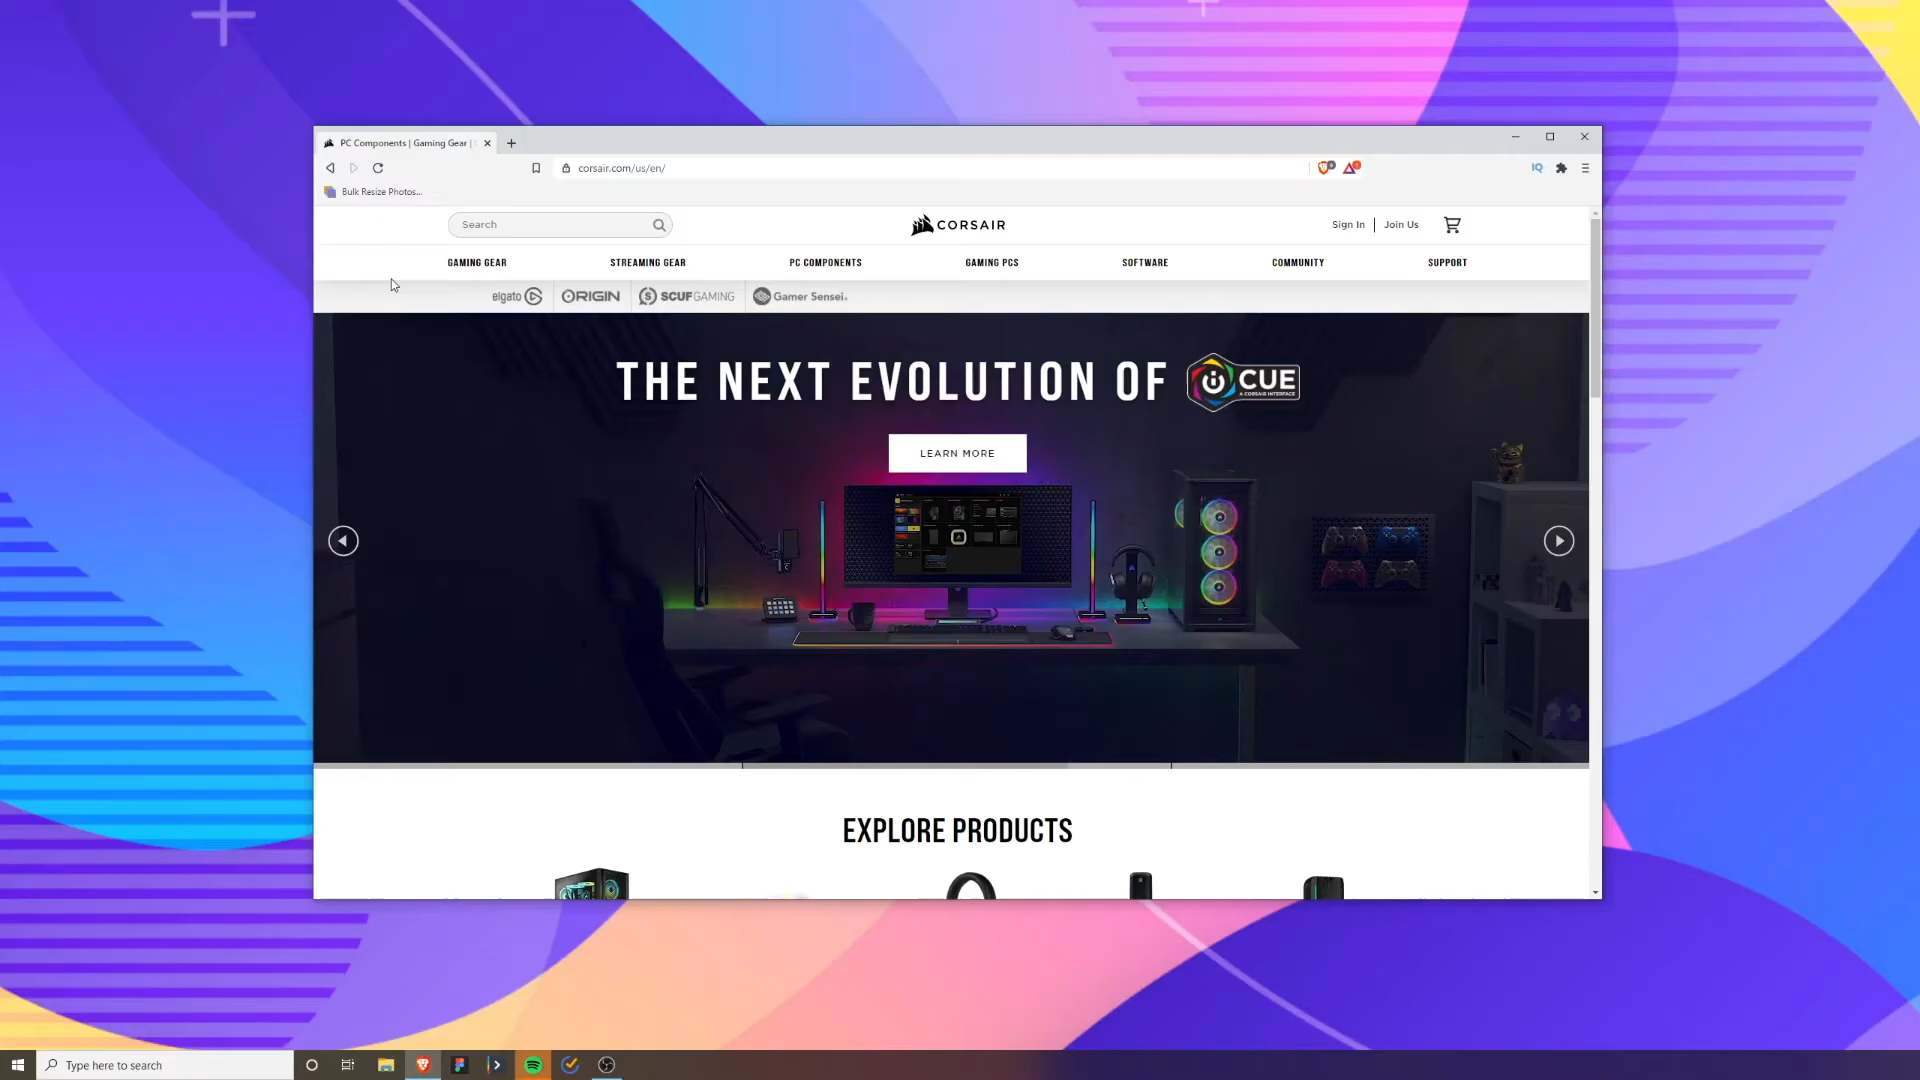 PC Components | Gaming Gear |
corsair.com/us/en/
IQ
Bulk Resize Photos...
Search
CORSAIR
Sign In
Join Us
GAMING GEAR
STREAMING GEAR
PC COMPONENTS
GAMING PCS
SOFTWARE
COMMUNITY
SUPPORT
elgato
ORIGIN
SCUFGAMING
Gamer Sensei
THE NEXT EVOLUTION OF
iCUE
A CORSAIR INTERFACE
LEARN MORE
EXPLORE PRODUCTS
Type here to search